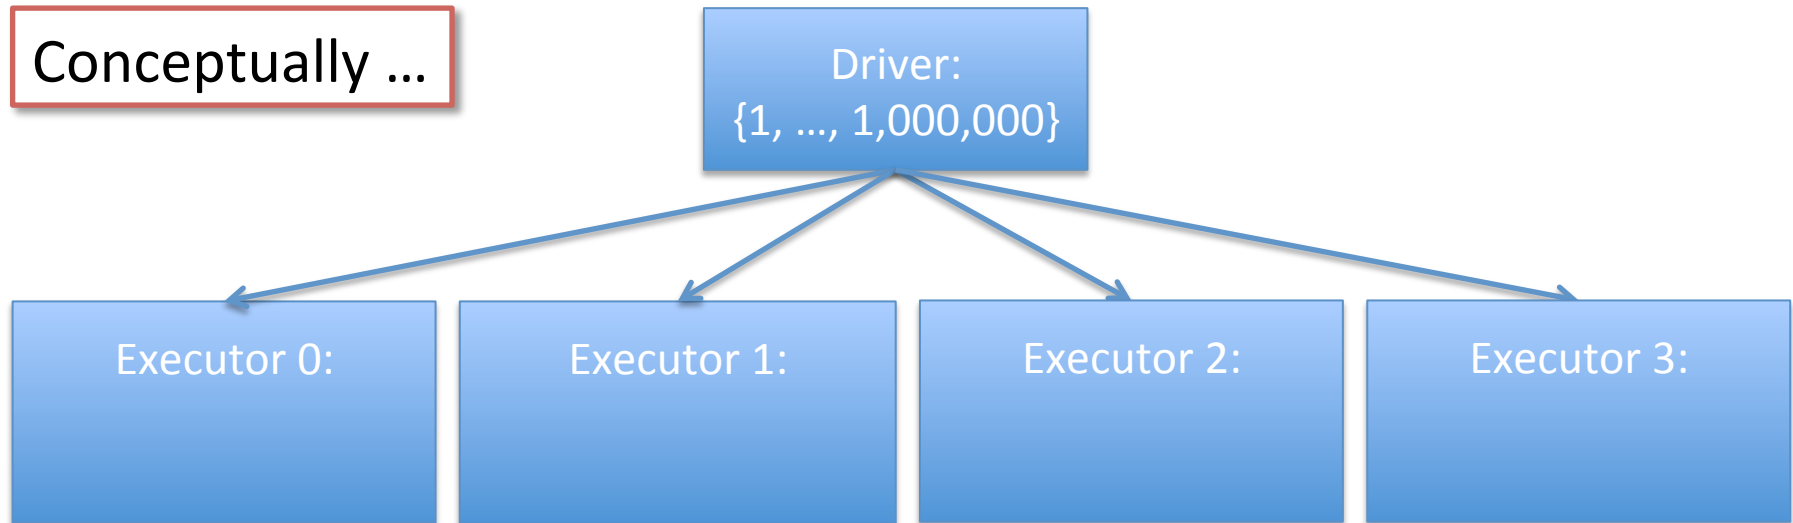 Conceptually …
Driver:
{1, …, 1,000,000}
Executor 0:
Executor 1:
Executor 2:
Executor 3: